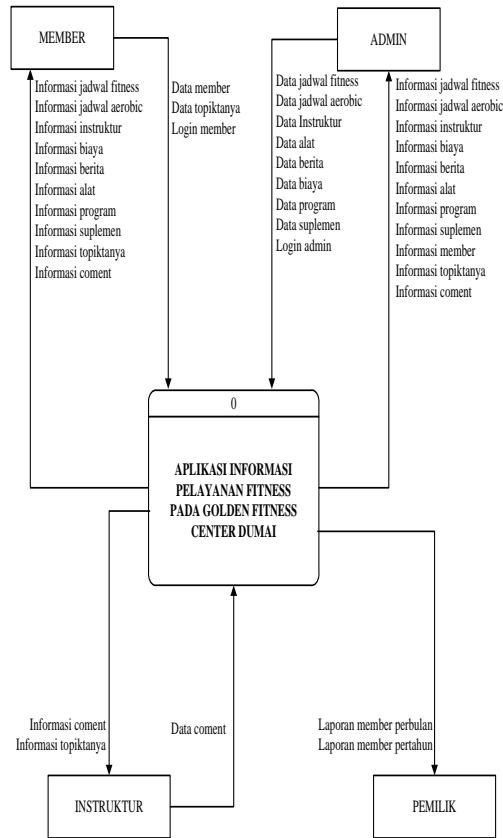 MEMBER
ADMIN
Informasi jadwal fitness
Informasi jadwal aerobic
Informasi instruktur
Informasi biaya
Informasi berita
Informasi alat
Informasi program
Informasi suplemen
Informasi topiktanya
Informasi coment
Data member
Data topiktanya
Login member
Data jadwal fitness
Data jadwal aerobic
Data Instruktur
Data alat
Data berita
Data biaya
Data program
Data suplemen
Login admin
Informasi jadwal fitness
Informasi jadwal aerobic
Informasi instruktur
Informasi biaya
Informasi berita
Informasi alat
Informasi program
Informasi suplemen
Informasi member
Informasi topiktanya
Informasi coment
0
APLIKASI INFORMASI
PELAYANAN FITNESS
PADA GOLDEN FITNESS
CENTER DUMAI
Informasi coment
Informasi topiktanya
Data coment
Laporan member perbulan
Laporan member pertahun
INSTRUKTUR
PEMILIK